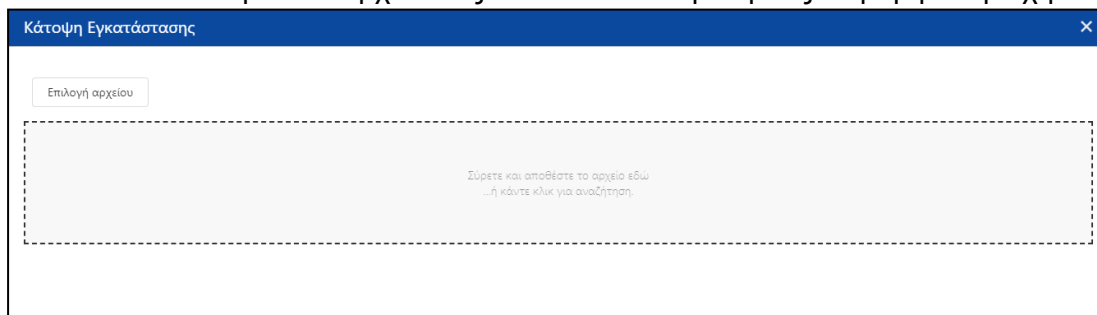 Κάτοψη Εγκατάστασης
Επιλογή αρχείου
Σύρετε και αποθέστε το αρχείο εδώ
...ή κάντε κλικ για αναζήτηση.